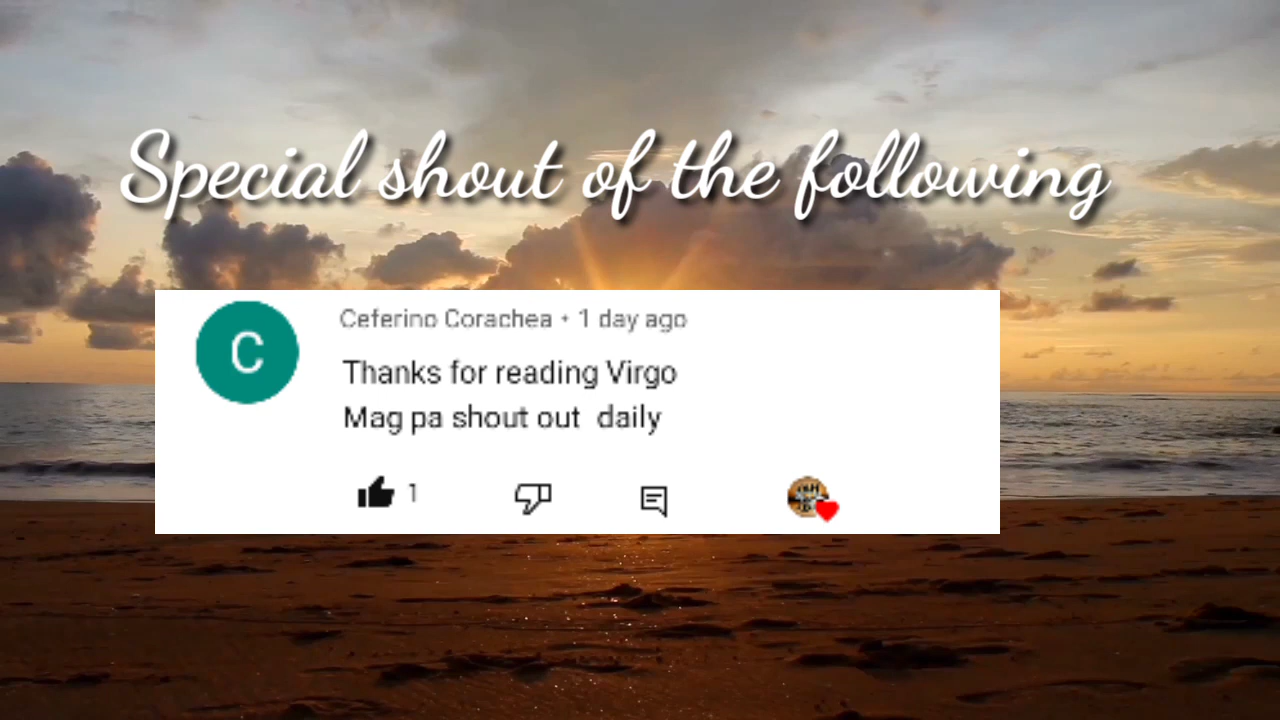 Special shout of the following
C
Ceferino Corachea • 1 day ago
Thanks for reading Virgo
Mag pa shout out daily
1